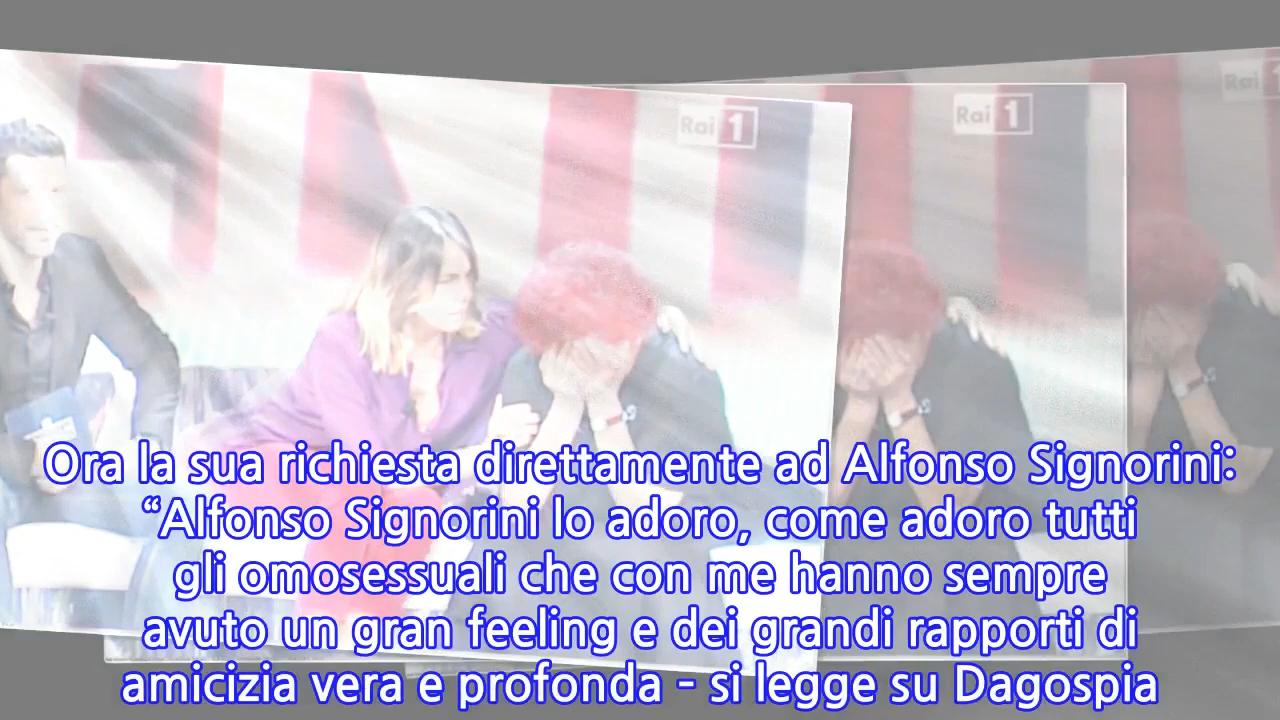 Rai 1
Rai 1
Rai 1
Ora la sua richiesta direttamente ad Alfonso Signorini:
“Alfonso Signorini lo adoro, come adoro tutti
gli omosessuali che con me hanno sempre
avuto un gran feeling e dei grandi rapporti di
amicizia vera e profonda - si legge su Dagospia